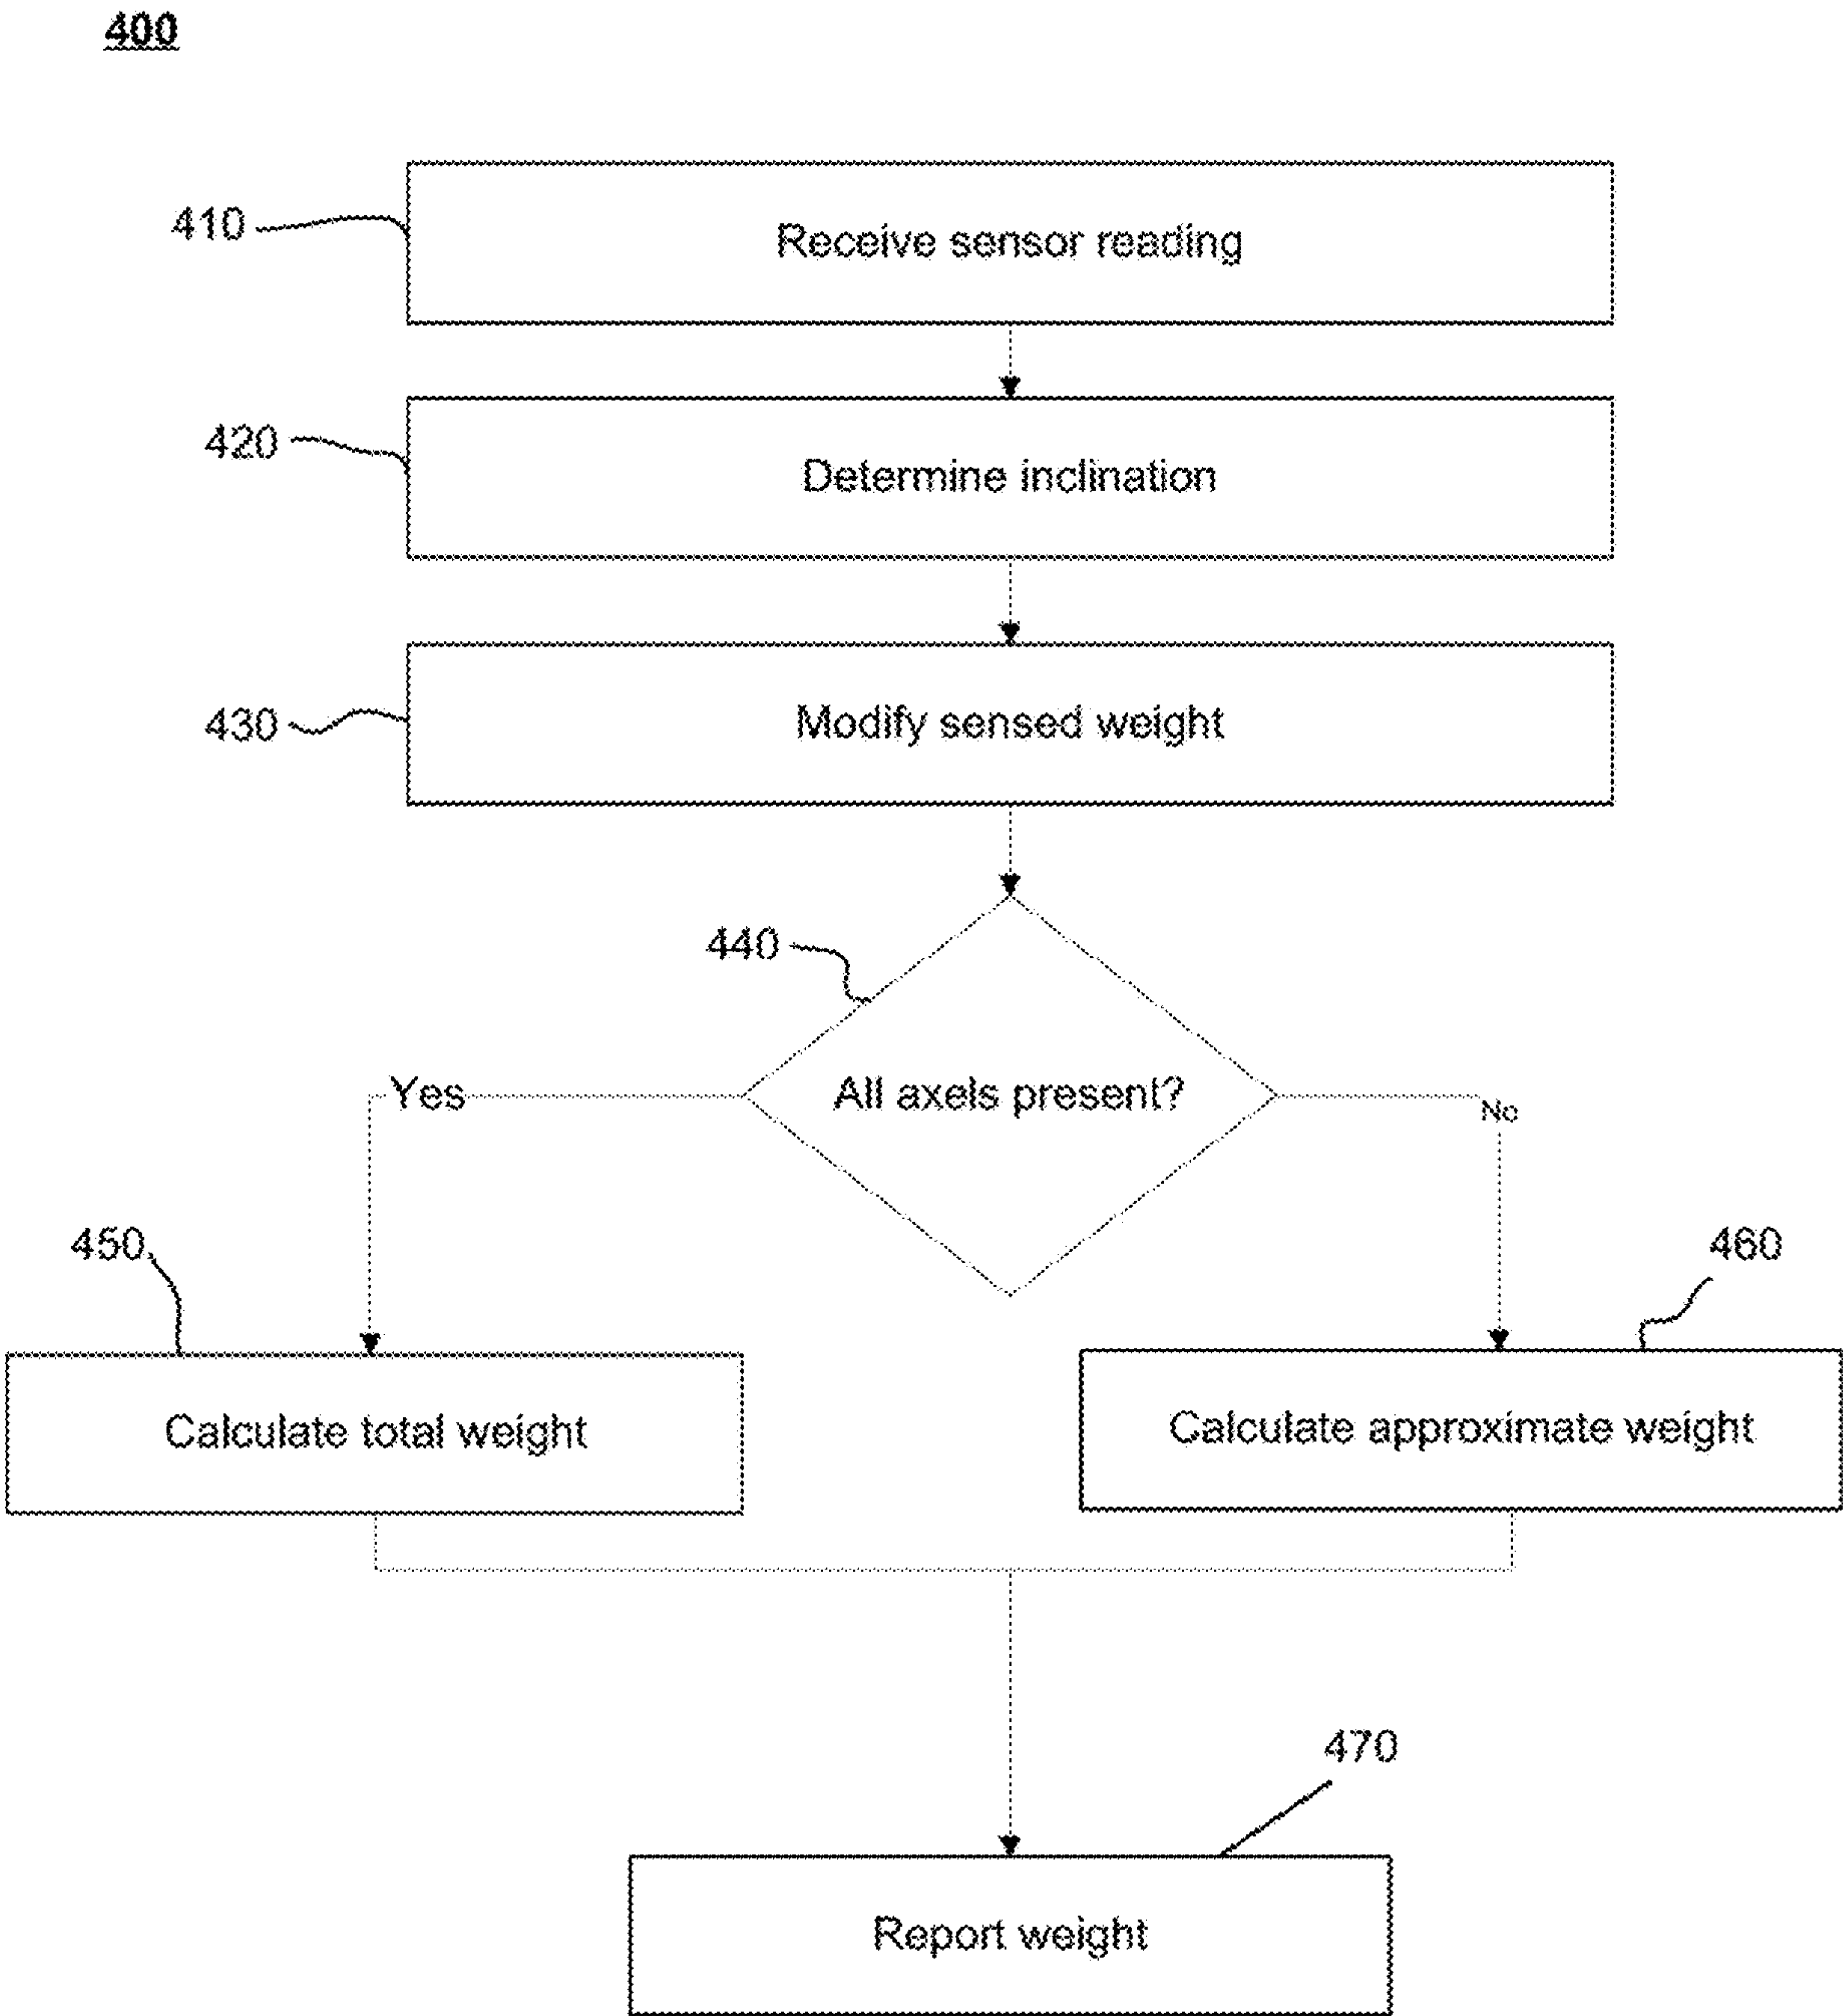 400
410
Receive sensor reading
420
Determine inclination
430
Modify sensed weight
440
All axels present?
Yes
No
450
460
Calculate total weight
Calculate approximate weight
470
Report weight